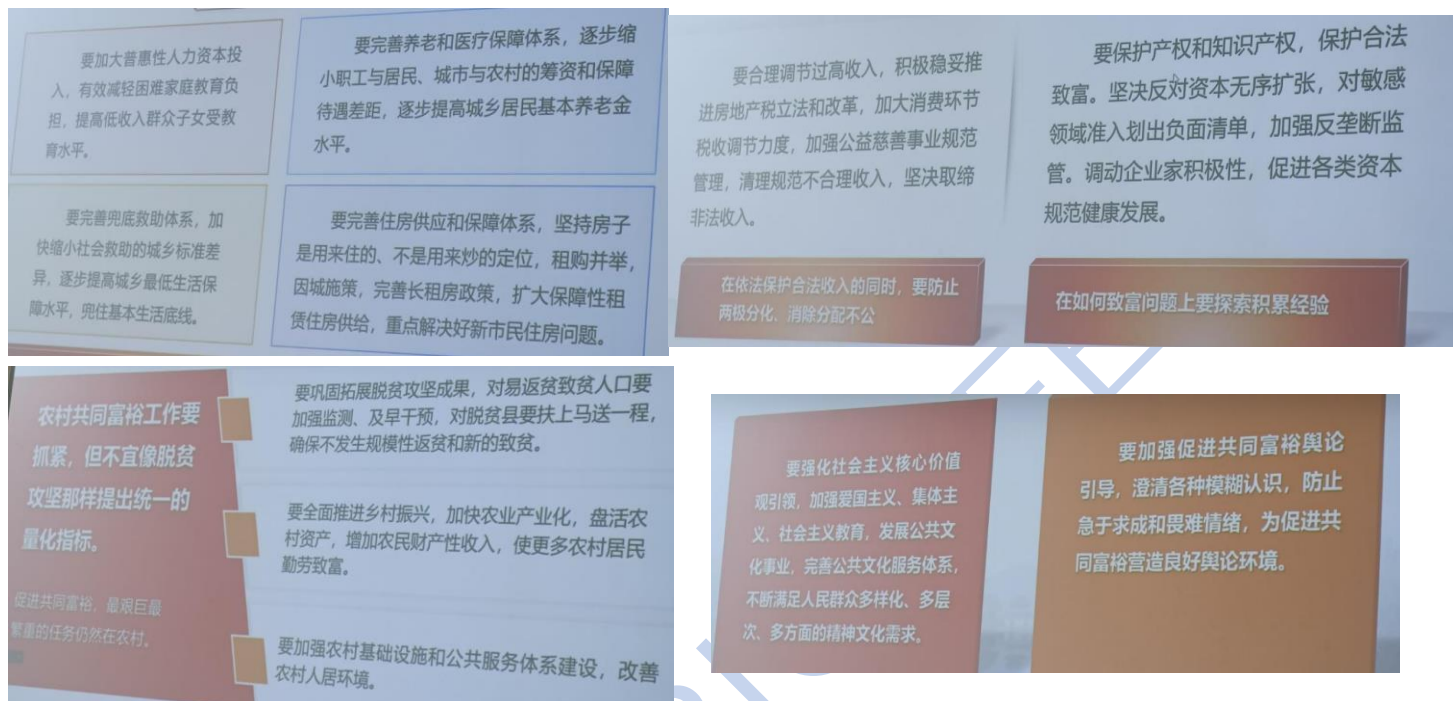 要加大普惠性人力资本投
入，有效减轻困难家庭教育负
担，提高低收入群众子女受教
育水平。
要完善养老和医疗保障体系，逐步缩
小职工与居民、城市与农村的筹资和保障
待遇差距，逐步提高城乡居民基本养老金
水平。
要完善兜底救助体系，加
快缩小社会救助的城乡标准差
异，逐步提高城乡最低生活保
障水平，兜住基本生活底线。
要完善住房供应和保障体系，坚持房子
是用来住的、不是用来炒的定位，租购并举，
因城施策，完善长租房政策，扩大保障性租
赁住房供给，重点解决好新市民住房问题。
要合理调节过高收入，积极稳妥推
进房地产税立法和改革，加大消费环节
税收调节力度，加强公益慈善事业规范
管理，清理规范不合理收入，坚决取缔
非法收入。
在依法保护合法收入的同时，要防止
两极分化、消除分配不公
要保护产权和知识产权，保护合法
致富。坚决反对资本无序扩张，对敏感
领域准入划出负面清单，加强反垄断监
管。调动企业家积极性，促进各类资本
规范健康发展。
在如何致富问题上要探索积累经验
农村共同富裕工作要
抓紧，但不宜像脱贫
攻坚那样提出统一的
量化指标。
促进共同富裕，最艰巨最
繁重的任务仍然在农村。
要巩固拓展脱贫攻坚成果，对易返贫致贫人口要
加强监测、及早干预，对脱贫县要扶上马送一程，
确保不发生规模性返贫和新的致贫。
要全面推进乡村振兴，加快农业产业化，盘活农
村资产，增加农民财产性收入，使更多农村居民
勤劳致富。
要加强农村基础设施和公共服务体系建设，改善
农村人居环境。
要强化社会主义核心价值
观引领，加强爱国主义、集体主
义、社会主义教育，发展公共文
化事业，完善公共文化服务体系，
不断满足人民群众多样化、多层
次、多方面的精神文化需求。
要加强促进共同富裕舆论
引导，澄清各种模糊认识，防止
急于求成和畏难情绪，为促进共
同富裕营造良好舆论环境。